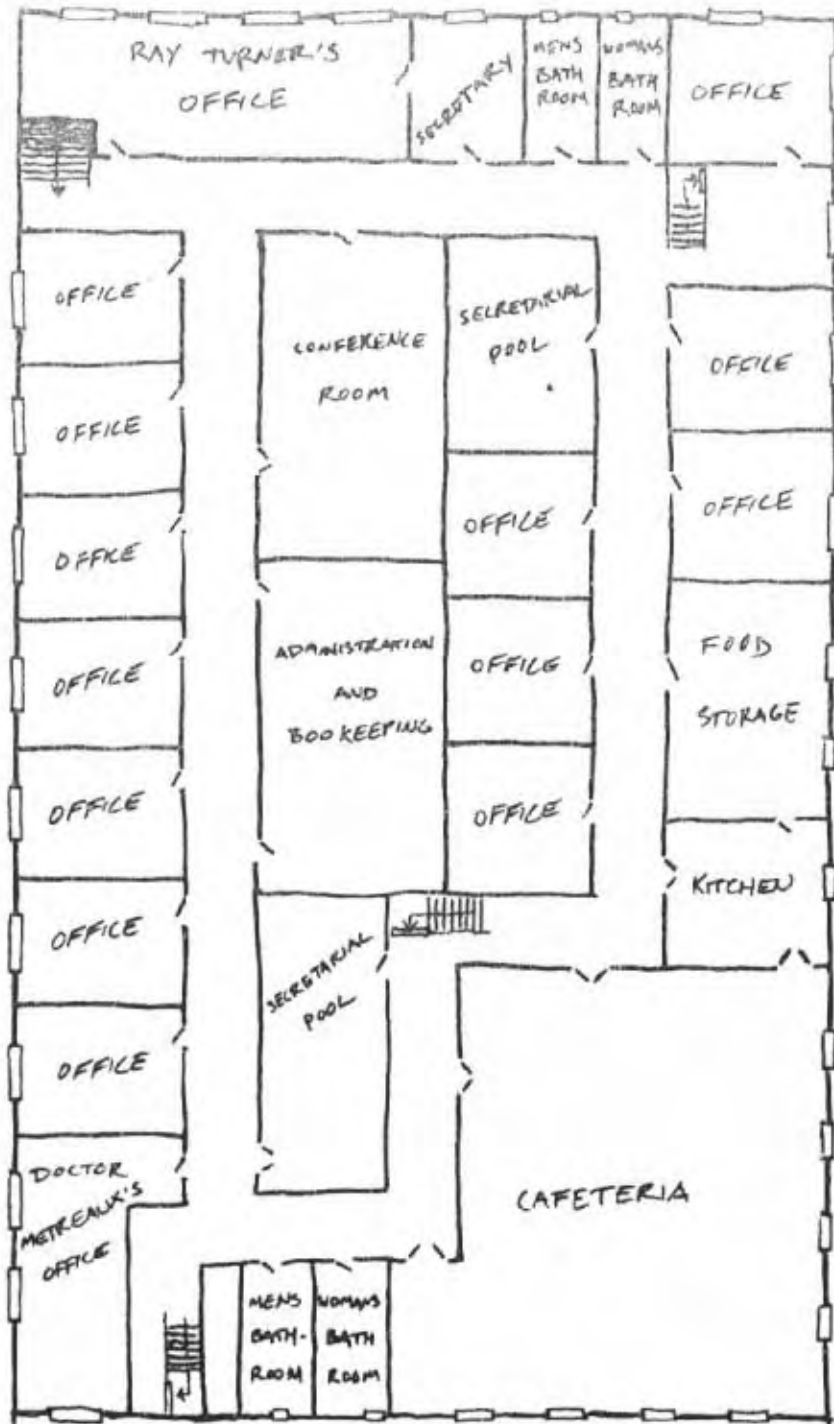 RAY TURNER'S
OFFICE
SECRETARY
MENS
BATH
ROOM
WOMANS
BATH
ROOM
OFFICE
OFFICE
CONFERENCE
ROOM
SECRETARIAL
POOL
OFFICE
OFFICE
OFFICE
OFFICE
OFFICE
OFFICE
ADMINISTRATION
AND
BOOKEEPING
OFFICE
FOOD
STORAGE
OFFICE
OFFICE
OFFICE
KITCHEN
OFFICE
SECRETARIAL
POOL
OFFICE
DOCTOR
METREAUX'S
OFFICE
CAFETERIA
MENS
BATH-
ROOM
WOMANS
BATH
ROOM